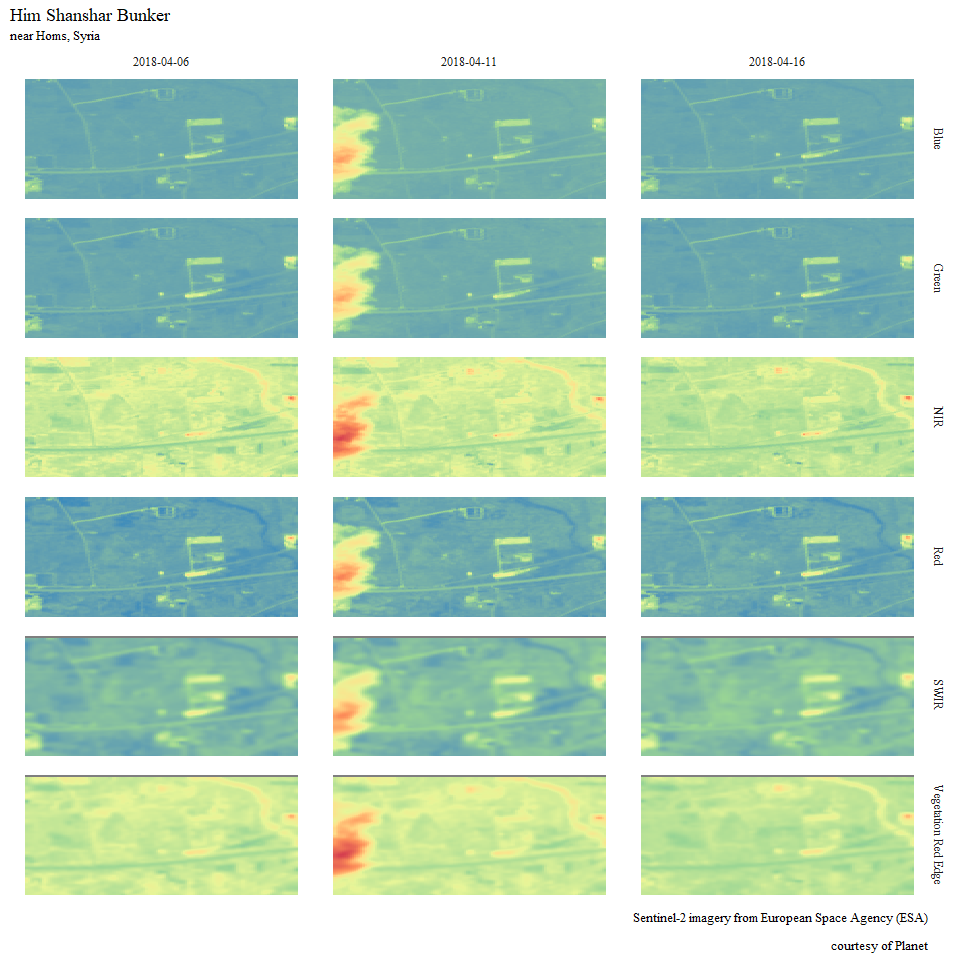 Him Shanshar Bunker
near Homs, Syria
2018-04-06 2018-04-11 2018-04-16
Blue
Green
NIR
Red
SWIR
Vegetation Red Edge
Sentinel-2 imagery from European Space Agency (ESA)
courtesy of Planet